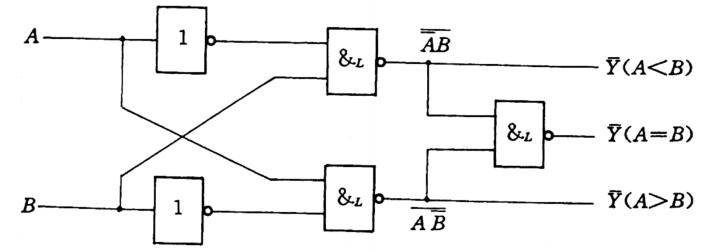 A
1
&L
\overline{\overline{A}B}
\overline{Y}(A<B)
&L
\overline{Y}(A=B)
B
1
&L
\overline{A\overline{B}}
\overline{Y}(A>B)